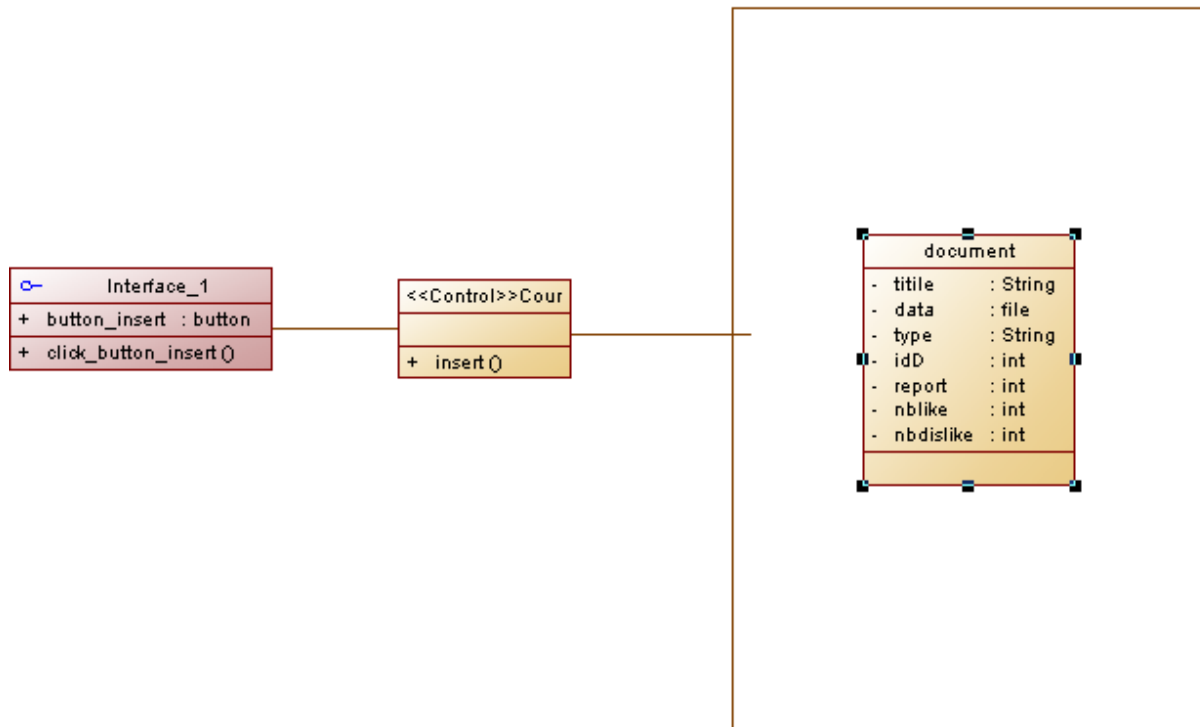 Interface_1
+ button_insert : button
+ click_button_insert ()
<<Control>>Cour
+ insert ()
document
- titile : String
- data : file
- type : String
- idD : int
- report : int
- nblike : int
- nbdislike : int